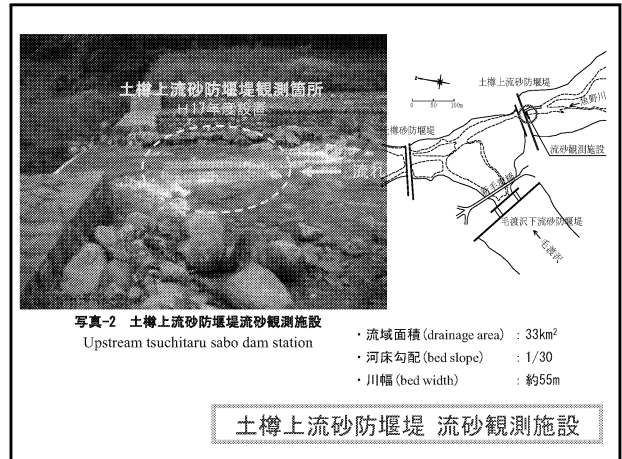 土樽上流砂防堰堤観測箇所
H17年度設置
流れ
土樽上流砂防堰堤
魚野川
土樽砂防堰堤
流砂観測施設
毛渡沢下流砂防堰堤
毛渡沢
0 50 100m
写真-2 土樽上流砂防堰堤流砂観測施設
Upstream tsuchitaru sabo dam station
・流域面積(drainage area) : 33km²
・河床勾配(bed slope) : 1/30
・川幅(bed width) : 約55m
土樽上流砂防堰堤 流砂観測施設